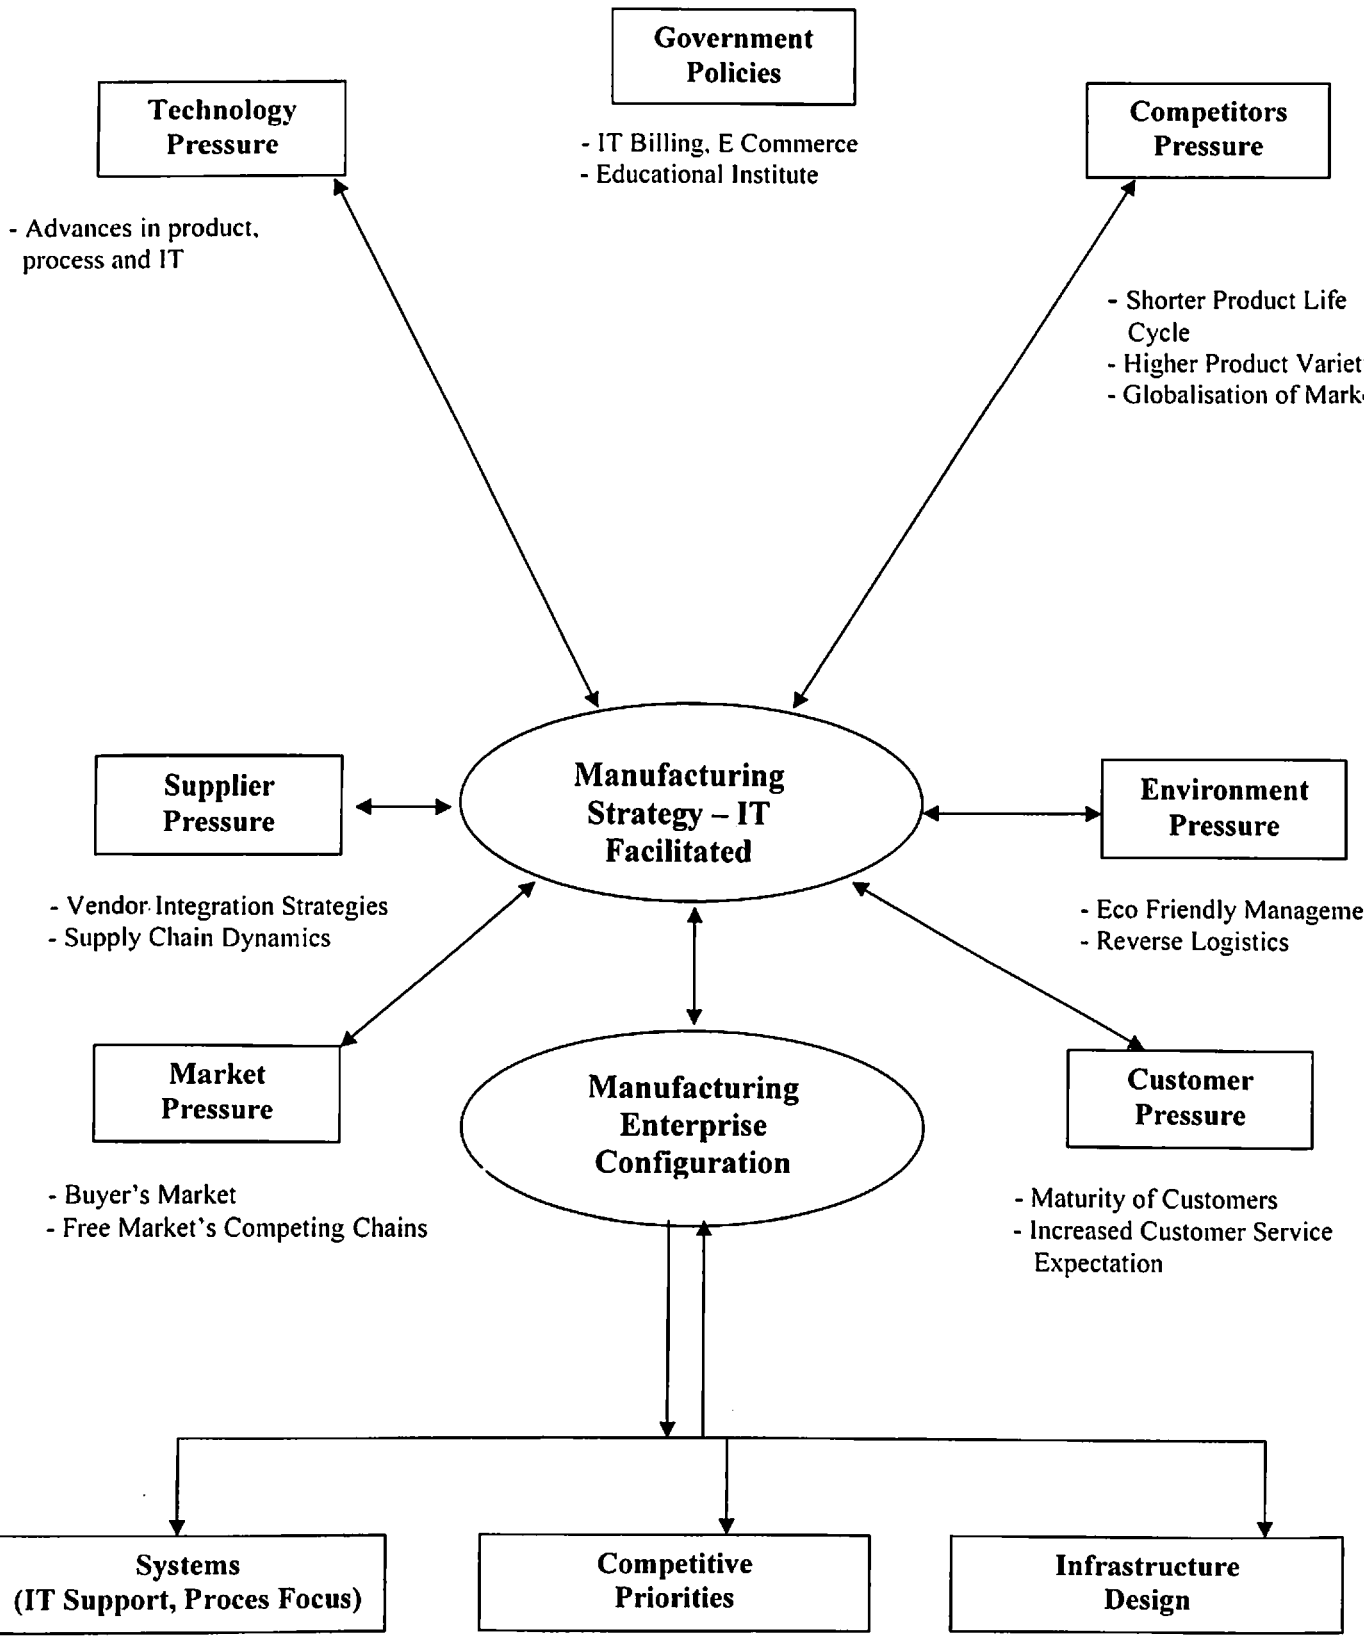 Government
Policies
Technology
Pressure
Competitors
Pressure
- IT Billing, E Commerce
- Educational Institute
- Advances in product,
process and IT
- Shorter Product Life
Cycle
- Higher Product Variet
- Globalisation of Mark
Manufacturing
Strategy – IT
Facilitated
Supplier
Pressure
Environment
Pressure
- Vendor Integration Strategies
- Supply Chain Dynamics
- Eco Friendly Manageme
- Reverse Logistics
Market
Pressure
Manufacturing
Enterprise
Configuration
Customer
Pressure
- Buyer's Market
- Free Market's Competing Chains
- Maturity of Customers
- Increased Customer Service
Expectation
Systems
(IT Support, Proces Focus)
Competitive
Priorities
Infrastructure
Design